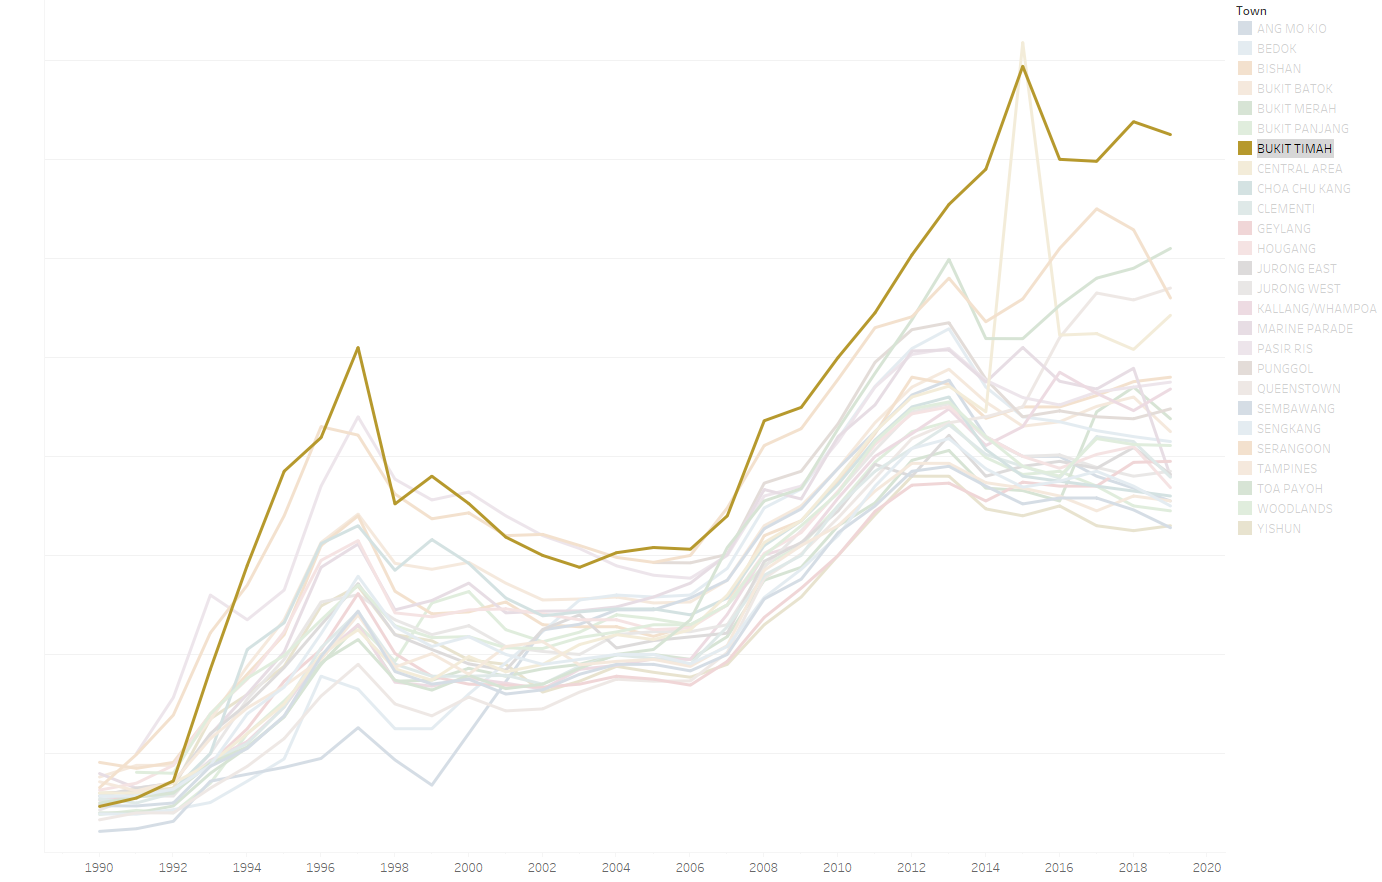 Town
ANG MO KIO
BEDOK
BISHAN
BUKIT BATOK
BUKIT MERAH
BUKIT PANJANG
BUKIT TIMAH
CENTRAL AREA
CHOA CHU KANG
CLEMENTI
GEYLANG
HOUGANG
JURONG EAST
JURONG WEST
KALLANG/WHAMPOA
MARINE PARADE
PASIR RIS
PUNGGOL
QUEENSTOWN
SEMBAWANG
SENGKANG
SERANGOON
TAMPINES
TOA PAYOH
WOODLANDS
YISHUN
1990 1992 1994 1996 1998 2000 2002 2004 2006 2008 2010 2012 2014 2016 2018 2020